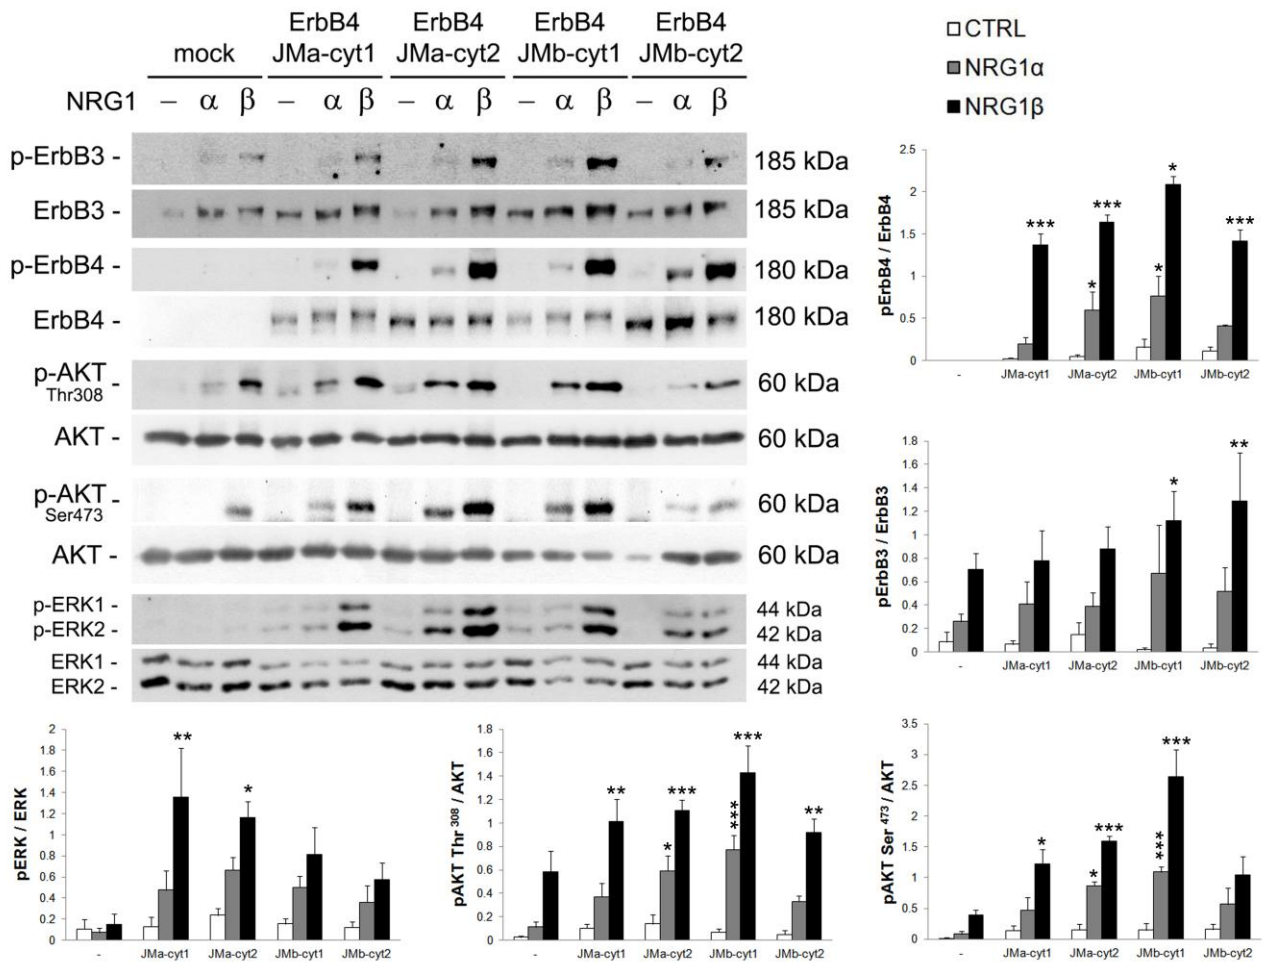 ErbB4 ErbB4 ErbB4 ErbB4
mock JMa-cyt1 JMa-cyt2 JMb-cyt1 JMb-cyt2
NRG1 – α β – α β – α β – α β – α β
p-ErbB3 - 185 kDa
ErbB3 - 185 kDa
p-ErbB4 - 180 kDa
ErbB4 - 180 kDa
p-AKT - 60 kDa
Thr308
AKT - 60 kDa
p-AKT - 60 kDa
Ser473
AKT - 60 kDa
p-ERK1 - 44 kDa
p-ERK2 - 42 kDa
ERK1 - 44 kDa
ERK2 - 42 kDa
CTRL
NRG1α
NRG1β
pErbB4 / ErbB4
2.5
2
1.5
1
0.5
0
*** *** * * * ***
- JMa-cyt1 JMa-cyt2 JMb-cyt1 JMb-cyt2
pErbB3 / ErbB3
1.8
1.6
1.4
1.2
1
0.8
0.6
0.4
0.2
0
* **
- JMa-cyt1 JMa-cyt2 JMb-cyt1 JMb-cyt2
pERK / ERK
2
1.8
1.6
1.4
1.2
1
0.8
0.6
0.4
0.2
0
** *
- JMa-cyt1 JMa-cyt2 JMb-cyt1 JMb-cyt2
pAKT Thr 308 / AKT
1.8
1.6
1.4
1.2
1
0.8
0.6
0.4
0.2
0
** * *** *** *** **
- JMa-cyt1 JMa-cyt2 JMb-cyt1 JMb-cyt2
pAKT Ser 473 / AKT
3.5
3
2.5
2
1.5
1
0.5
0
* * *** *** ***
- JMa-cyt1 JMa-cyt2 JMb-cyt1 JMb-cyt2